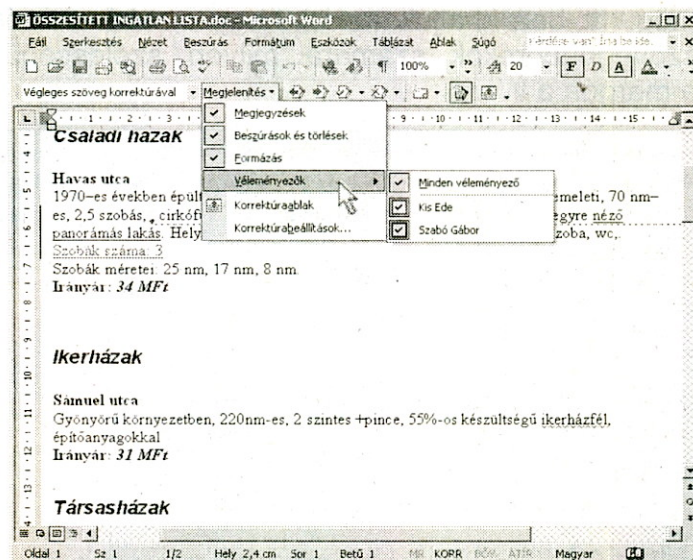 ÖSSZESÍTETT INGATLAN LISTA.doc - Microsoft Word
Fájl Szerkesztés Nézet Beszúrás Formátum Eszközök Táblázat Ablak Súgó
100% 20 F D A
Végleges szöveg korrektúrával Megjelenítés
Megjegyzések
Beszúrások és törlések
Formázás
Véleményezők
Korrektúraablak
Korrektúrabeállítások...
Minden véleményező
Kis Ede
Szabó Gábor
Családi házak
Havas utca
1970–es években épült emeleti, 70 nm–
es, 2,5 szobás, egyre néző
panorámás lakás. Hely zoba, wc,
Szobák száma: 3
Szobák méretei: 25 nm, 17 nm, 8 nm
Irányár: 34 MFt
Ikerházak
Sámuel utca
Gyönyörű környezetben, 220nm-es, 2 szintes +pince, 55%-os készültségű ikerházfél,
építőanyagokkal
Irányár: 31 MFt
Társasházak
Oldal 1 Sz 1 1/2 Hely 2,4 cm Sor 1 Betű 1 MR KORR BŐV ÁTÍR Magyar